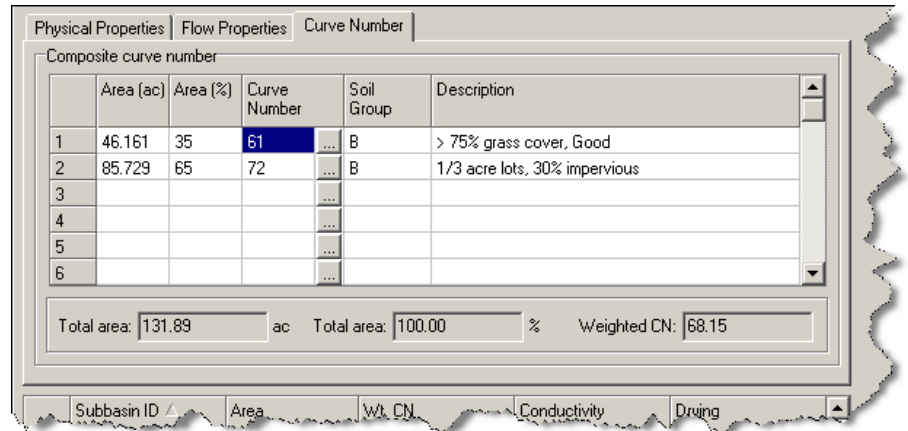 Physical Properties Flow Properties Curve Number
Composite curve number
Area (ac) Area (%) Curve Number Soil Group Description
1 46.161 35 61 ... B > 75% grass cover, Good
2 85.729 65 72 ... B 1/3 acre lots, 30% impervious
3 ...
4 ...
5 ...
6 ...
Total area: 131.89 ac Total area: 100.00 % Weighted CN: 68.15
Subbasin ID Area Wt. CN Conductivity Drying